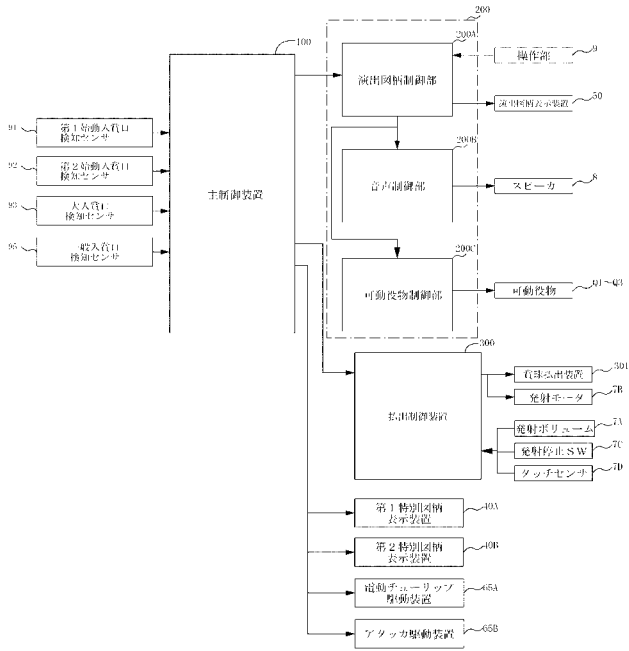 200
100
200A
演出図柄制御部
操作部
9
演出図柄表示装置
50
91
第1始動入賞口
検知センサ
92
第2始動入賞口
検知センサ
93
大入賞口
検知センサ
95
一般入賞口
検知センサ
主制御装置
200B
音声制御部
スピーカ
8
200C
可動役物制御部
可動役物
Q1～Q3
300
払出制御装置
賞球払出装置
301
発射モータ
7B
発射ボリューム
7A
発射停止SW
7C
タッチセンサ
7D
第1特別図柄
表示装置
40A
第2特別図柄
表示装置
40B
電動チューリップ
駆動装置
65A
アタッカ駆動装置
65B